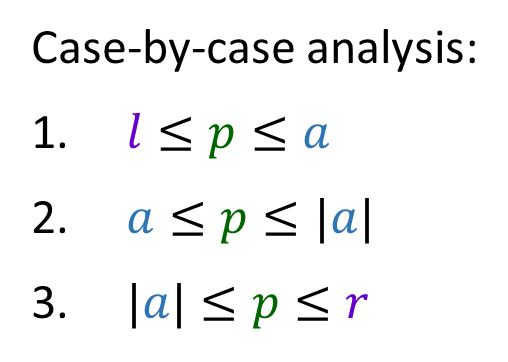 Case-by-case analysis:
1. l ≤ p ≤ a
2. a ≤ p ≤ |a|
3. |a| ≤ p ≤ r